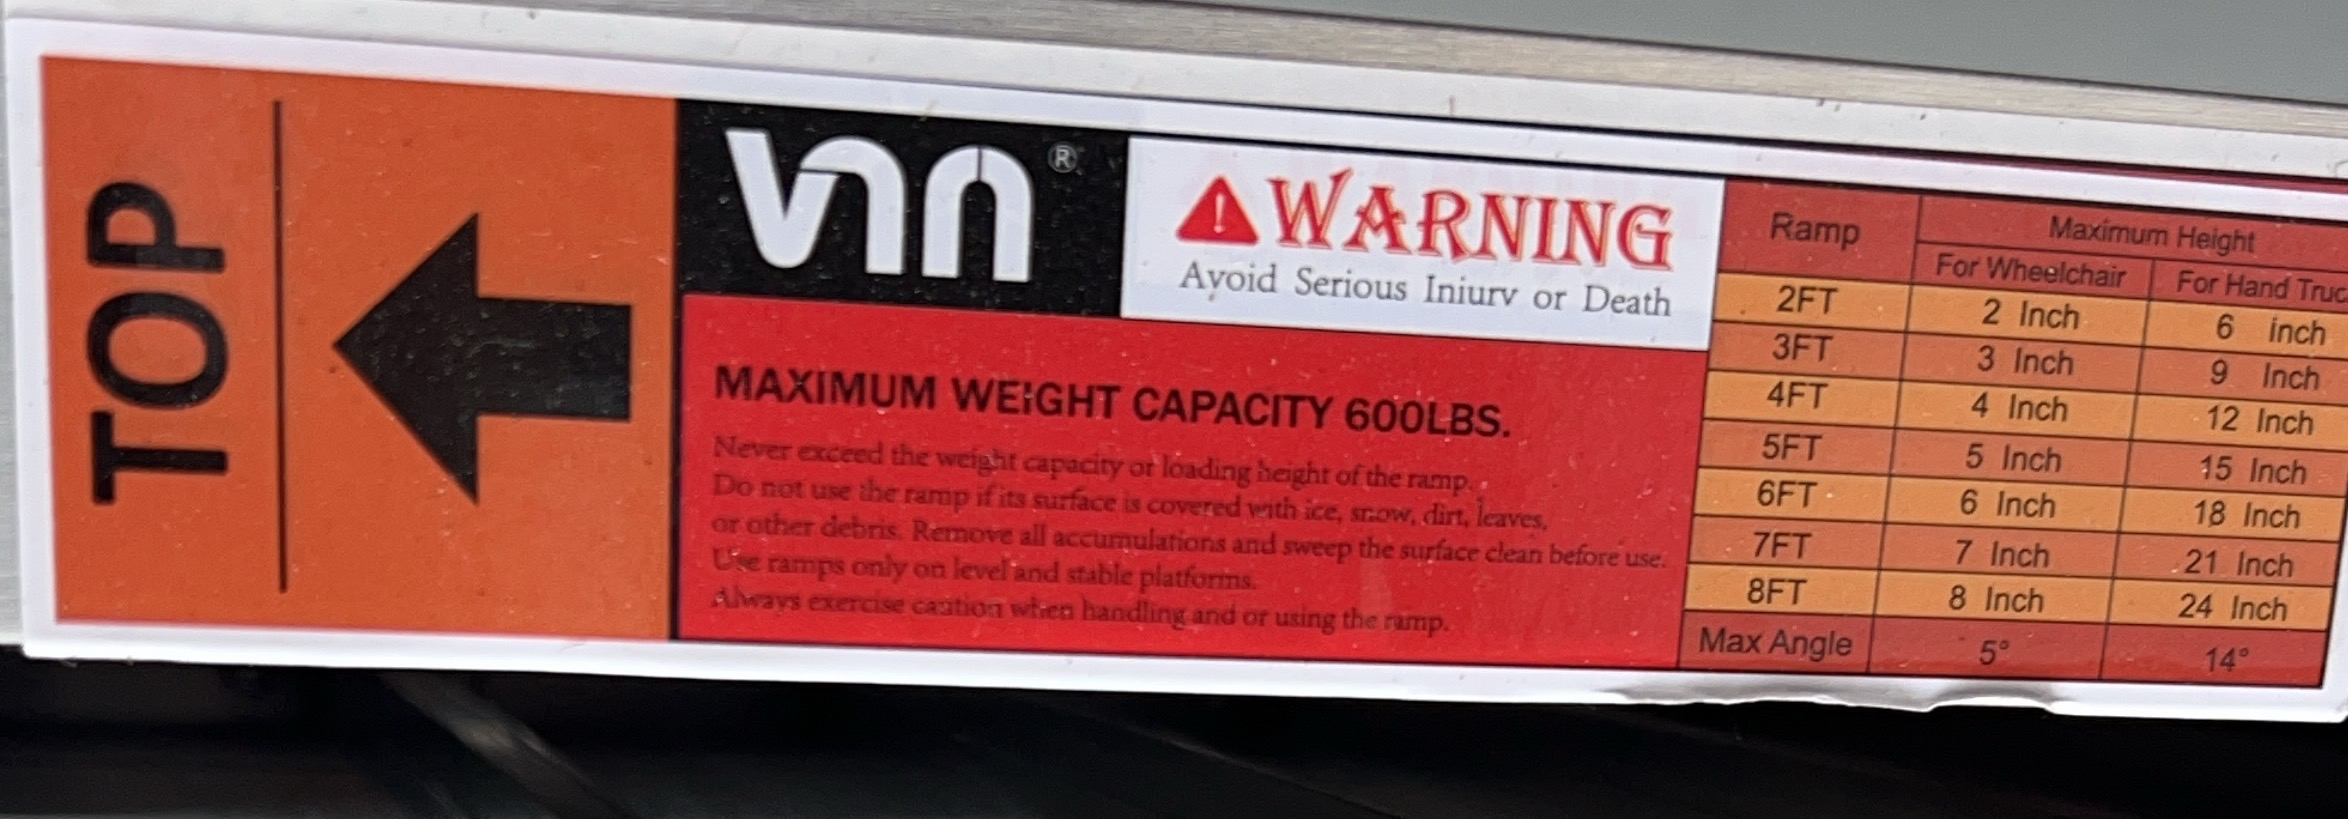 TOP
VNN®
WARNING
Avoid Serious Iniurv or Death
MAXIMUM WEIGHT CAPACITY 600LBS.
Never exceed the weight capacity or loading height of the ramp.
Do not use the ramp if its surface is covered with ice, snow, dirt, leaves,
or other debris. Remove all accumulations and sweep the surface clean before use.
Use ramps only on level and stable platforms.
Always exercise caution when handling and or using the ramp.
Ramp Maximum Height
For Wheelchair For Hand Truc
2FT 2 Inch 6 inch
3FT 3 Inch 9 Inch
4FT 4 Inch 12 Inch
5FT 5 Inch 15 Inch
6FT 6 Inch 18 Inch
7FT 7 Inch 21 Inch
8FT 8 Inch 24 Inch
Max Angle 5° 14°